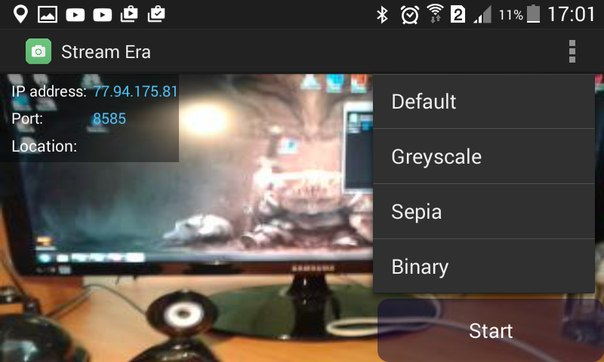 2
11%
17:01
Stream Era
IP address: 77.94.175.81
Port: 8585
Location:
Default
Greyscale
Sepia
Binary
Start
SAMSUNG